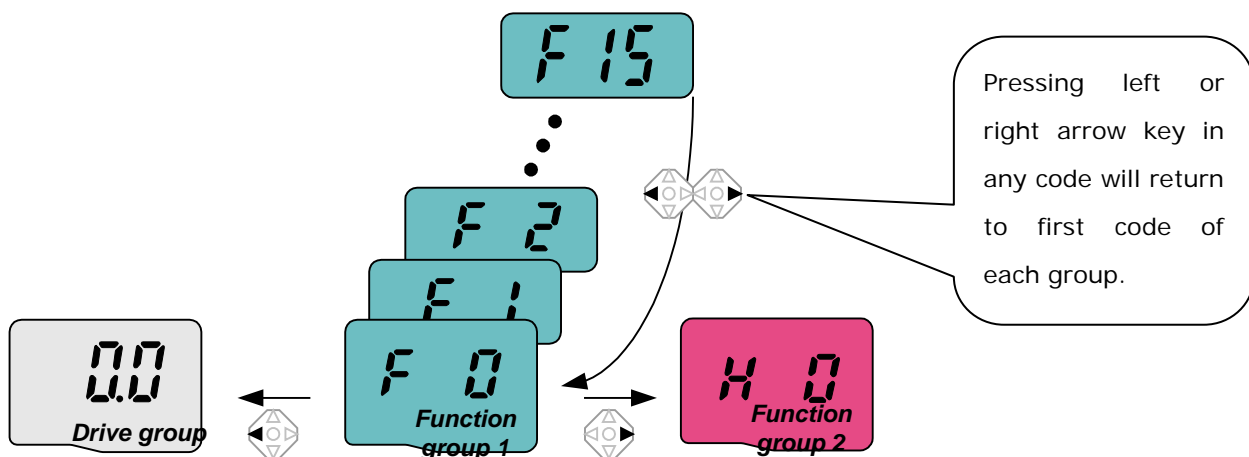 F 15
Pressing left or
right arrow key in
any code will return
to first code of
each group.
F 2
F 1
0.0
Drive group
F 0
Function
group 1
H 0
Function
group 2